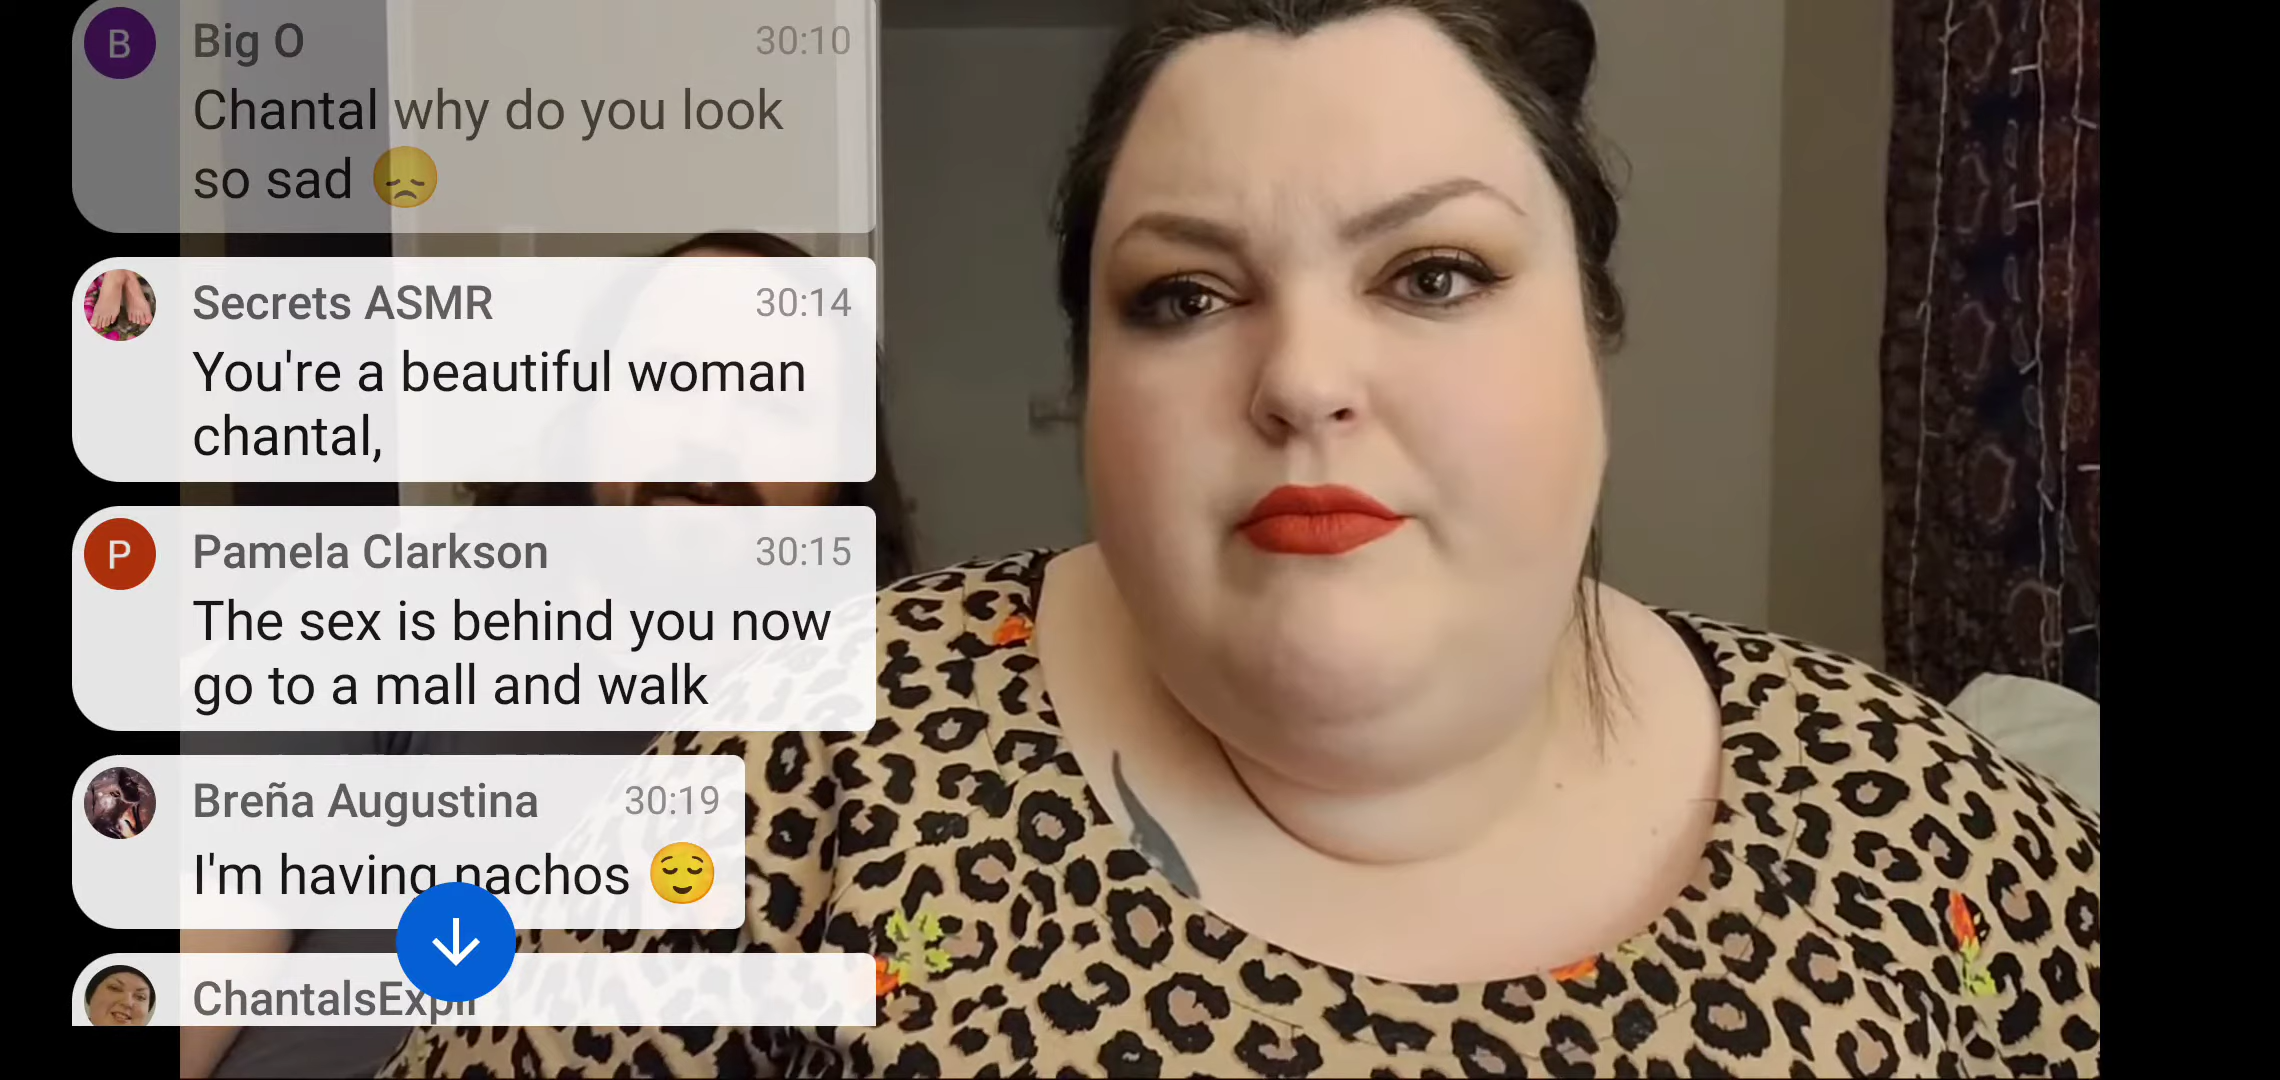 B
Big O 30:10
Chantal why do you look
so sad 😞
Secrets ASMR 30:14
You're a beautiful woman
chantal,
P
Pamela Clarkson 30:15
The sex is behind you now
go to a mall and walk
Breña Augustina 30:19
I'm having nachos 😌